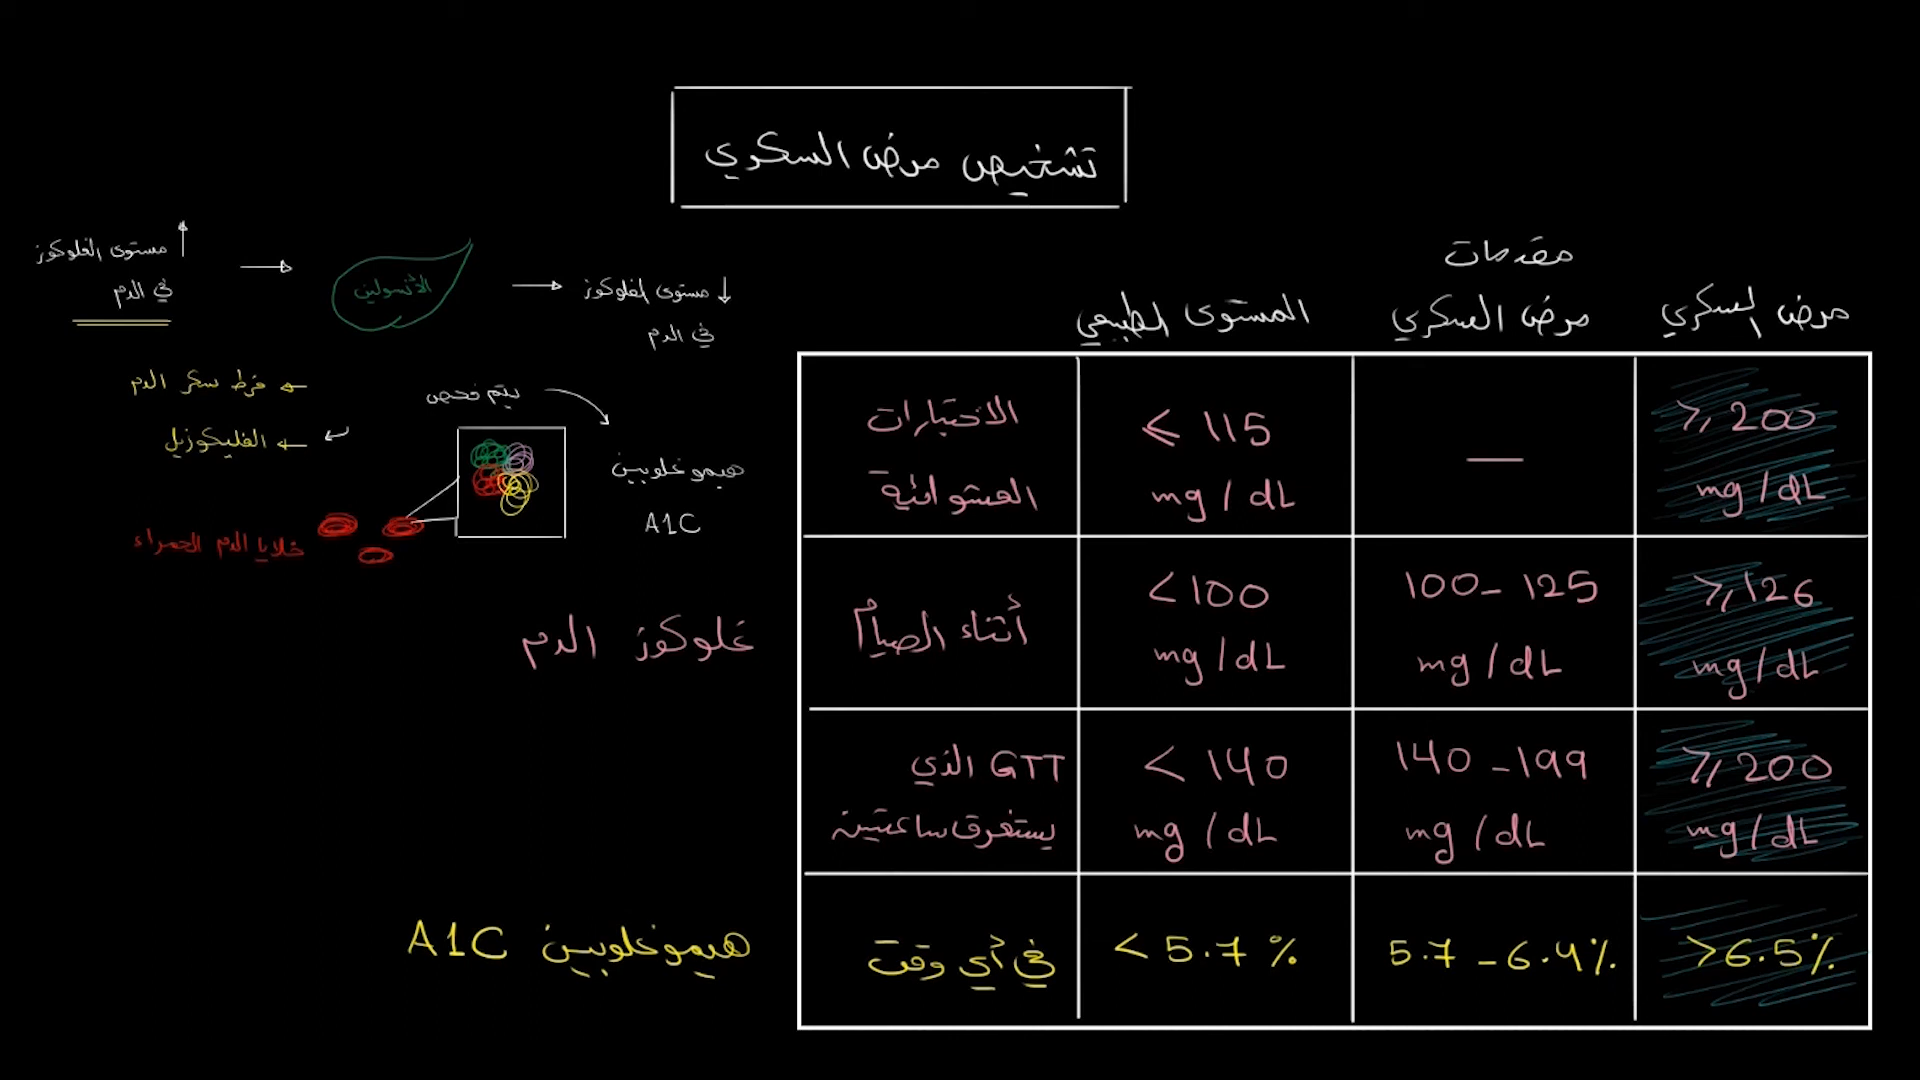 تشخيص مرض السكري
مستوى الغلوكوز ↑
في الدم
→
الأنسولين
→
مستوى الغلوكوز ↓
في الدم
← فرط سكر الدم
← الغليكوزيل
يتم فحص
هيموغلوبين
A1C
خلايا الدم الحمراء
المستوى الطبيعي
مقدمات
مرض السكري
مرض السكري
غلوكوز الدم
الاختبارات
العشوائية
⩽ 115
mg / dL
—
⩾ 200
mg / dL
أثناء الصيام
< 100
mg / dL
100 - 125
mg / dL
⩾ 126
mg / dL
GTT الذي
يستغرق ساعتين
< 140
mg / dL
140 - 199
mg / dL
⩾ 200
mg / dL
هيموغلوبين A1C
في أي وقت
< 5.7 %
5.7 - 6.4 %
> 6.5 %